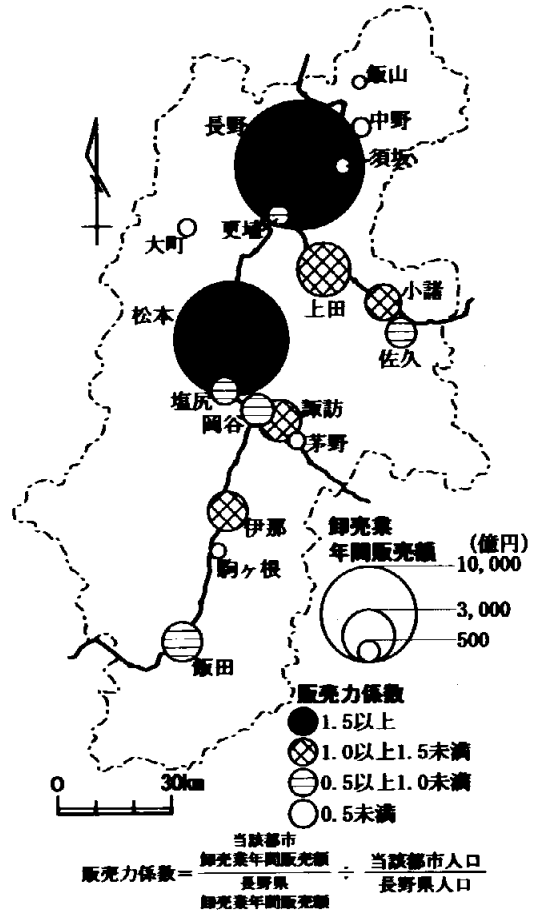 飯山
中野
長野
須坂
更埴
大町
上田
小諸
佐久
松本
塩尻
岡谷
諏訪
茅野
伊那
駒ヶ根
飯田
卸売業
年間販売額
(億円)
10,000
3,000
500
販売力係数
1.5以上
1.0以上1.5未満
0.5以上1.0未満
0.5未満
0 30km
販売力係数=
当該都市
卸売業年間販売額
長野県
卸売業年間販売額
÷
当該都市人口
長野県人口